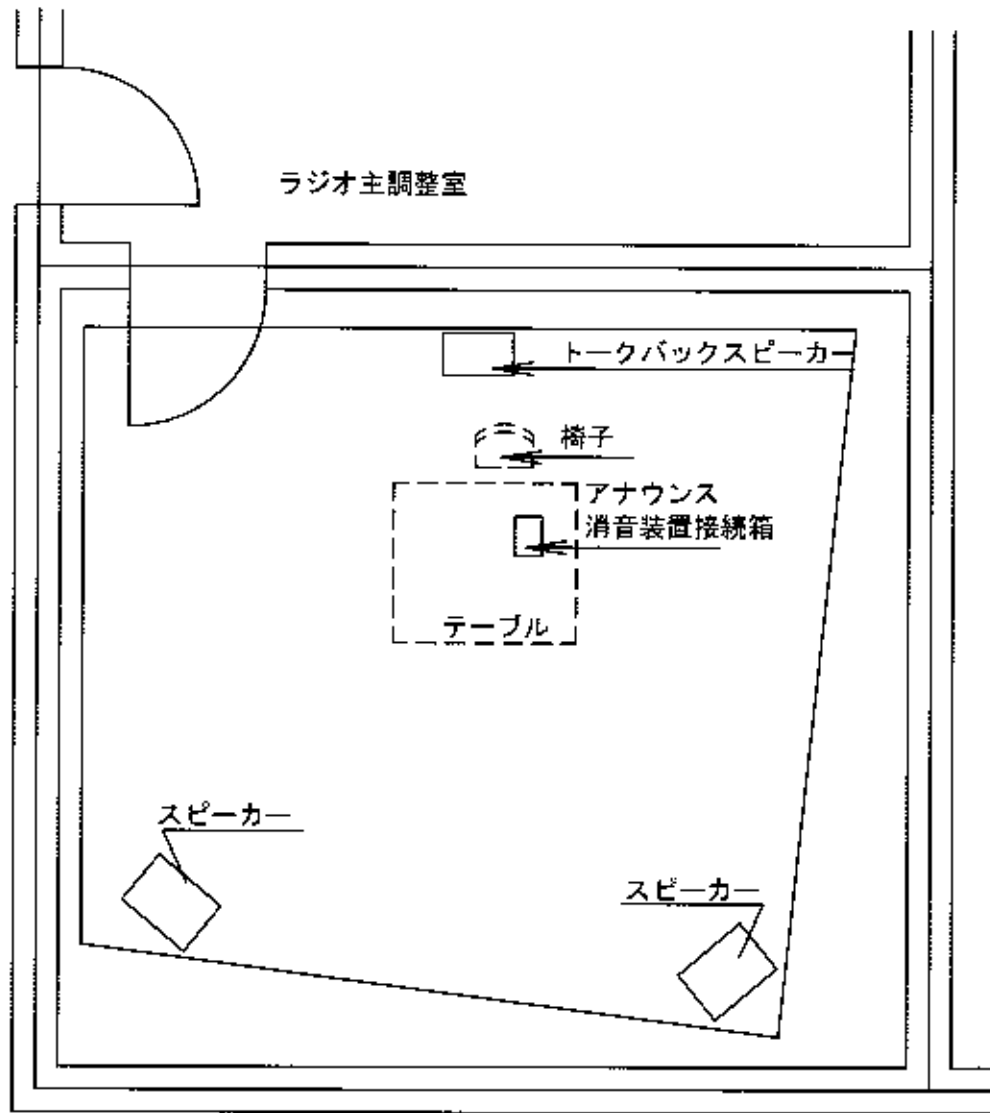 ラジオ主調整室
トークバックスピーカー
椅子
アナウンス
消音装置接続箱
テーブル
スピーカー
スピーカー